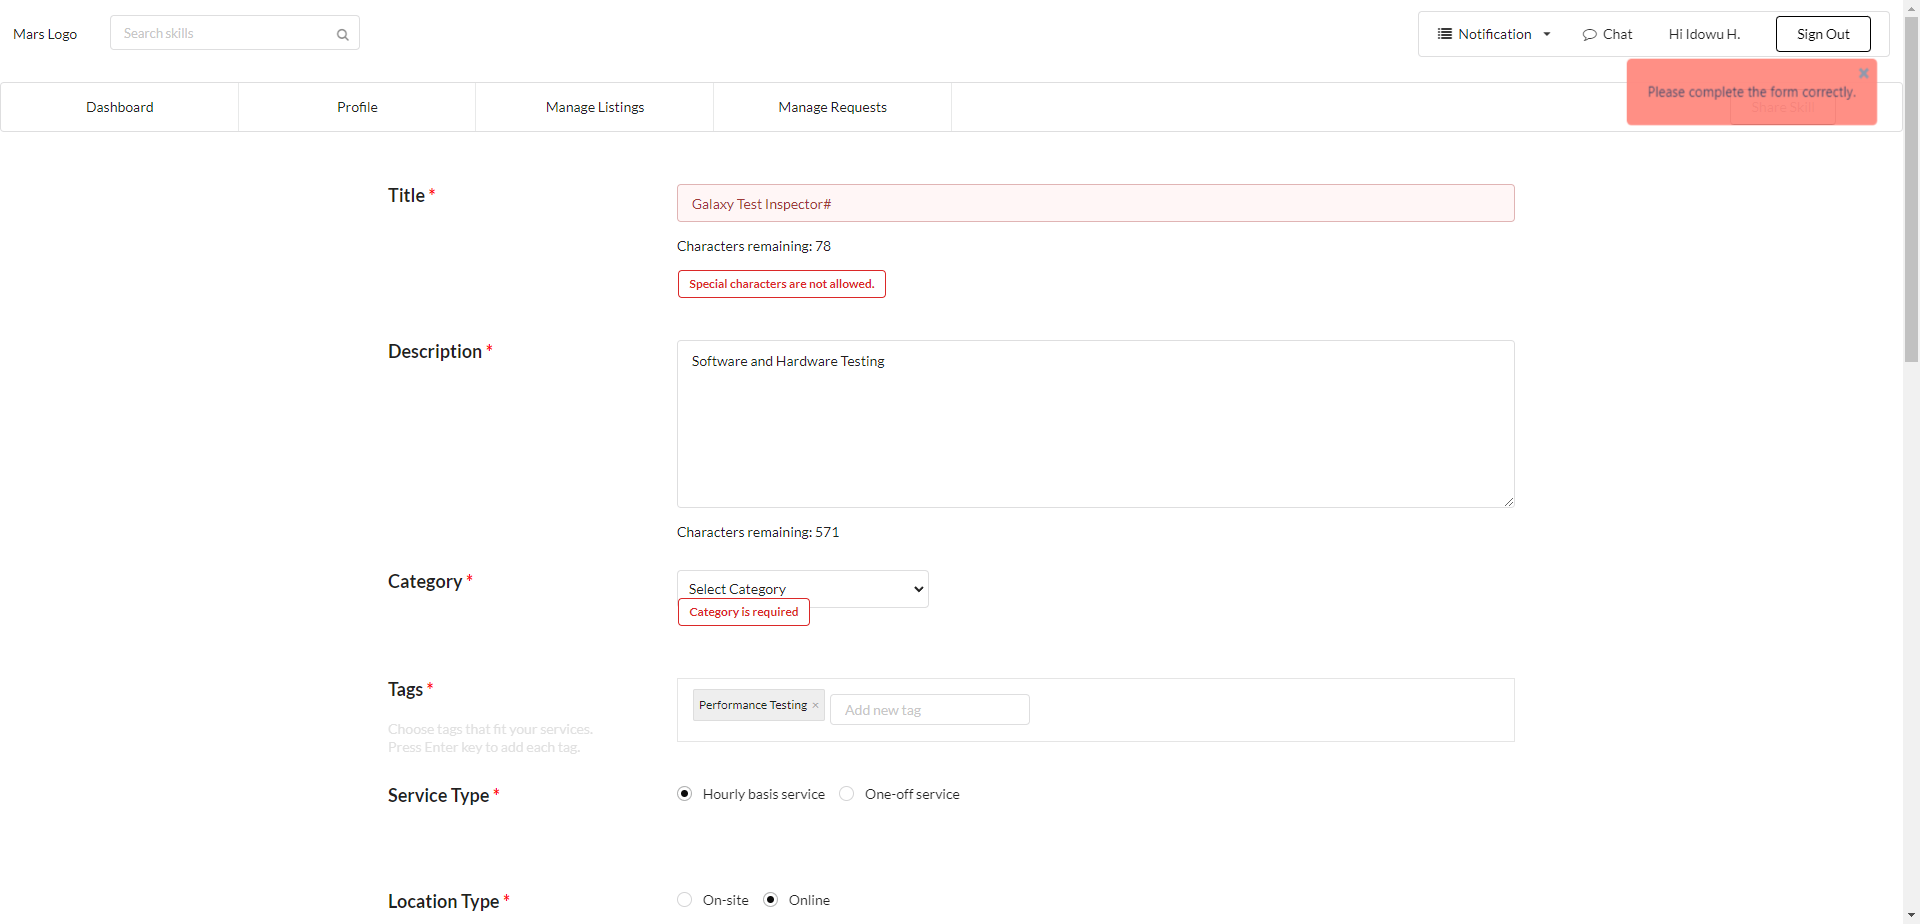 Mars Logo
Search skills
Notification
Chat
Hi Idowu H.
Sign Out
Please complete the form correctly.
Share Skill
Dashboard
Profile
Manage Listings
Manage Requests
Title *
Galaxy Test Inspector#
Characters remaining: 78
Special characters are not allowed.
Description *
Software and Hardware Testing
Characters remaining: 571
Category *
Select Category
Category is required
Tags *
Choose tags that fit your services.
Press Enter key to add each tag.
Performance Testing ×
Add new tag
Service Type *
Hourly basis service
One-off service
Location Type *
On-site
Online